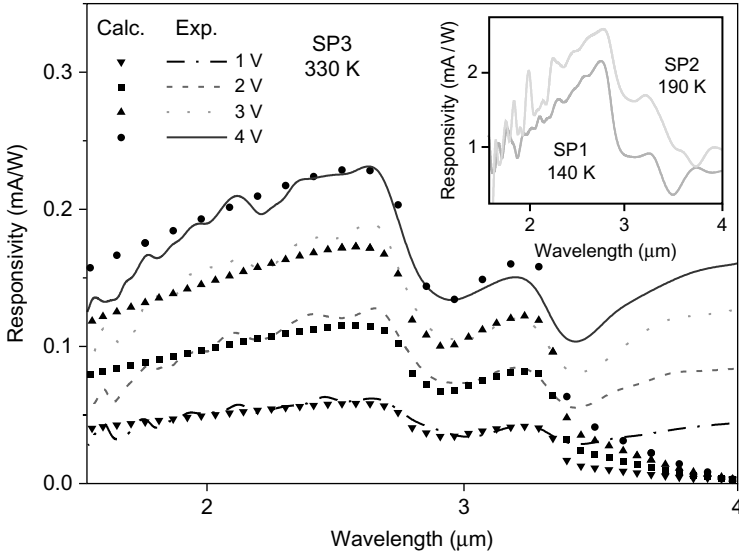 Calc. Exp.
1 V
2 V
3 V
4 V
SP3
330 K
Responsivity (mA/W)
0.3
0.2
0.1
0.0
2 3 4
Wavelength (μm)
Responsivity (mA / W)
2
1
SP2
190 K
SP1
140 K
2 3 4
Wavelength (μm)